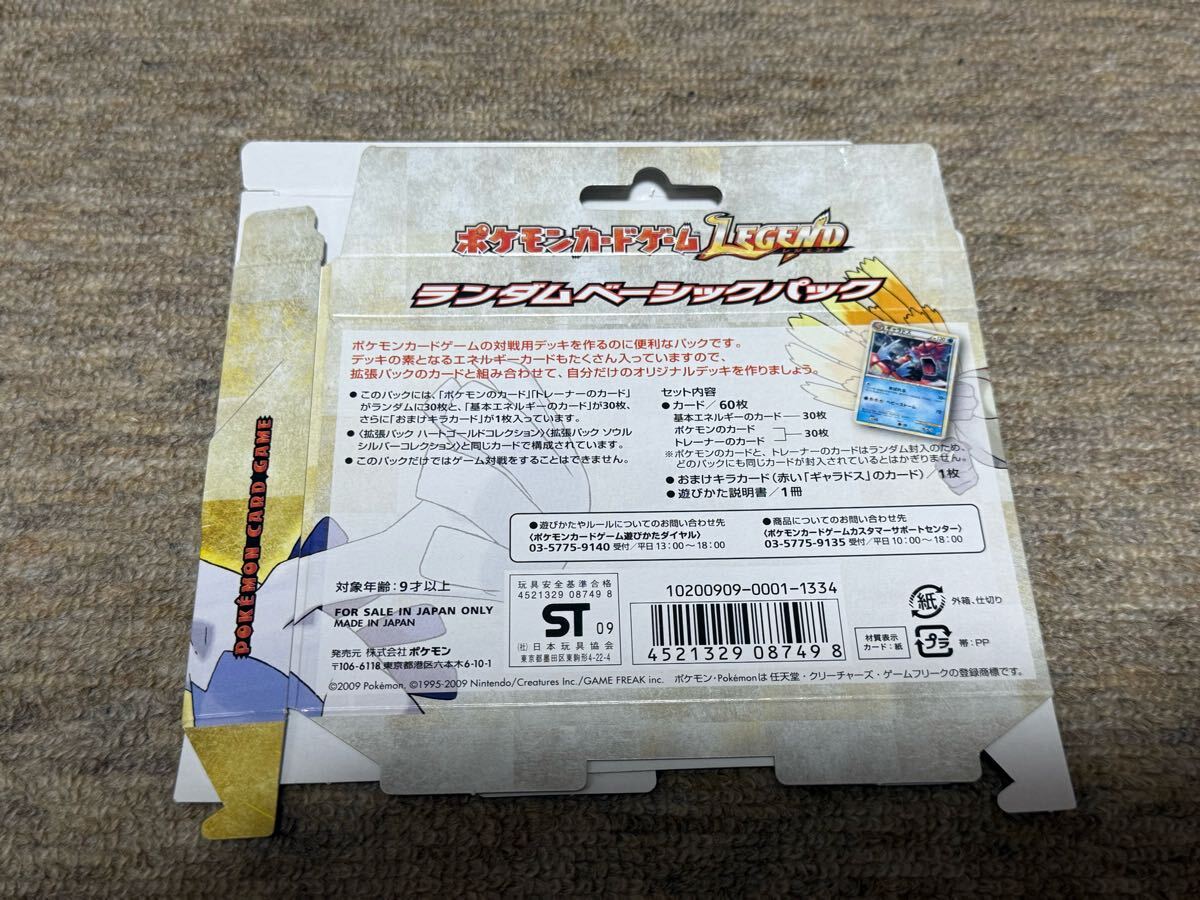 ポケモンカードゲーム LEGEND
ランダムベーシックパック
ポケモンカードゲームの対戦用デッキを作るのに便利なパックです。
デッキの素となるエネルギーカードもたくさん入っていますので、
拡張パックのカードと組み合わせて、自分だけのオリジナルデッキを作りましょう。
●このパックには、「ポケモンのカード」「トレーナーのカード」
がランダムに30枚と、「基本エネルギーのカード」が30枚、
さらに「おまけキラカード」が1枚入っています。
●〈拡張パック ハートゴールドコレクション〉〈拡張パック ソウル
シルバーコレクション〉と同じカードで構成されています。
●このパックだけではゲーム対戦をすることはできません。
セット内容
●カード/60枚
基本エネルギーのカード 30枚
ポケモンのカード
トレーナーのカード 30枚
※ポケモンのカードと、トレーナーのカードはランダム封入のため、
どのパックにも同じカードが封入されているとはかぎりません。
●おまけキラカード(赤い「ギャラドス」のカード)/1枚
●遊びかた説明書/1冊
ギャラドス
●遊びかたやルールについてのお問い合わせ先
〈ポケモンカードゲーム遊びかたダイヤル〉
03-5775-9140 受付/平日13:00〜18:00
●商品についてのお問い合わせ先
〈ポケモンカードゲームカスタマーサポートセンター〉
03-5775-9135 受付/平日10:00〜18:00
対象年齢:9才以上
FOR SALE IN JAPAN ONLY
MADE IN JAPAN
発売元 株式会社 ポケモン
〒106-6118 東京都港区六本木6-10-1
玩具安全基準合格
4521329 08749 8
ST 09
(社)日本玩具協会
東京都墨田区東駒形4-22-4
10200909-0001-1334
4 521329 087498
紙
外箱、仕切り
材質表示
カード:紙
プラ
帯:PP
©2009 Pokémon. ©1995-2009 Nintendo/Creatures Inc./GAME FREAK inc. ポケモン・Pokémonは 任天堂・クリーチャーズ・ゲームフリークの登録商標です。
POKÉMON CARD GAME